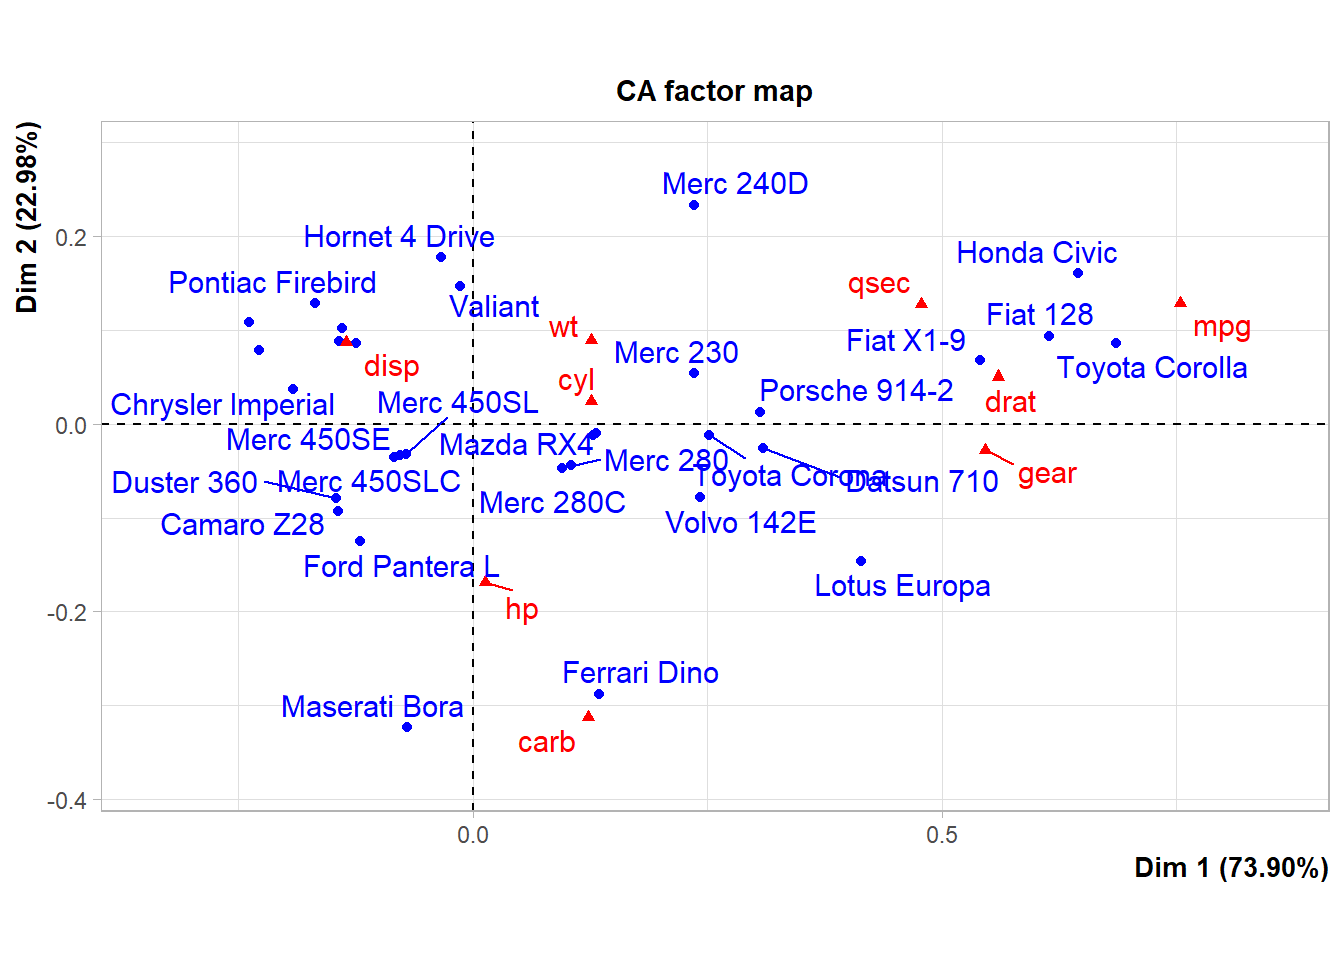 CA factor map
Dim 2 (22.98%)
Merc 240D
Hornet 4 Drive
Honda Civic
0.2
Pontiac Firebird
qsec
Valiant
Fiat 128
wt
mpg
Fiat X1-9
Merc 230
disp
Toyota Corolla
cyl
Porsche 914-2
drat
Chrysler Imperial
Merc 450SL
0.0
Merc 450SE
Mazda RX4
Merc 280
gear
Toyota Corona
Datsun 710
Duster 360
Merc 450SLC
Merc 280C
Camaro Z28
Volvo 142E
Ford Pantera L
Lotus Europa
-0.2
hp
Ferrari Dino
Maserati Bora
carb
-0.4
0.0
0.5
Dim 1 (73.90%)